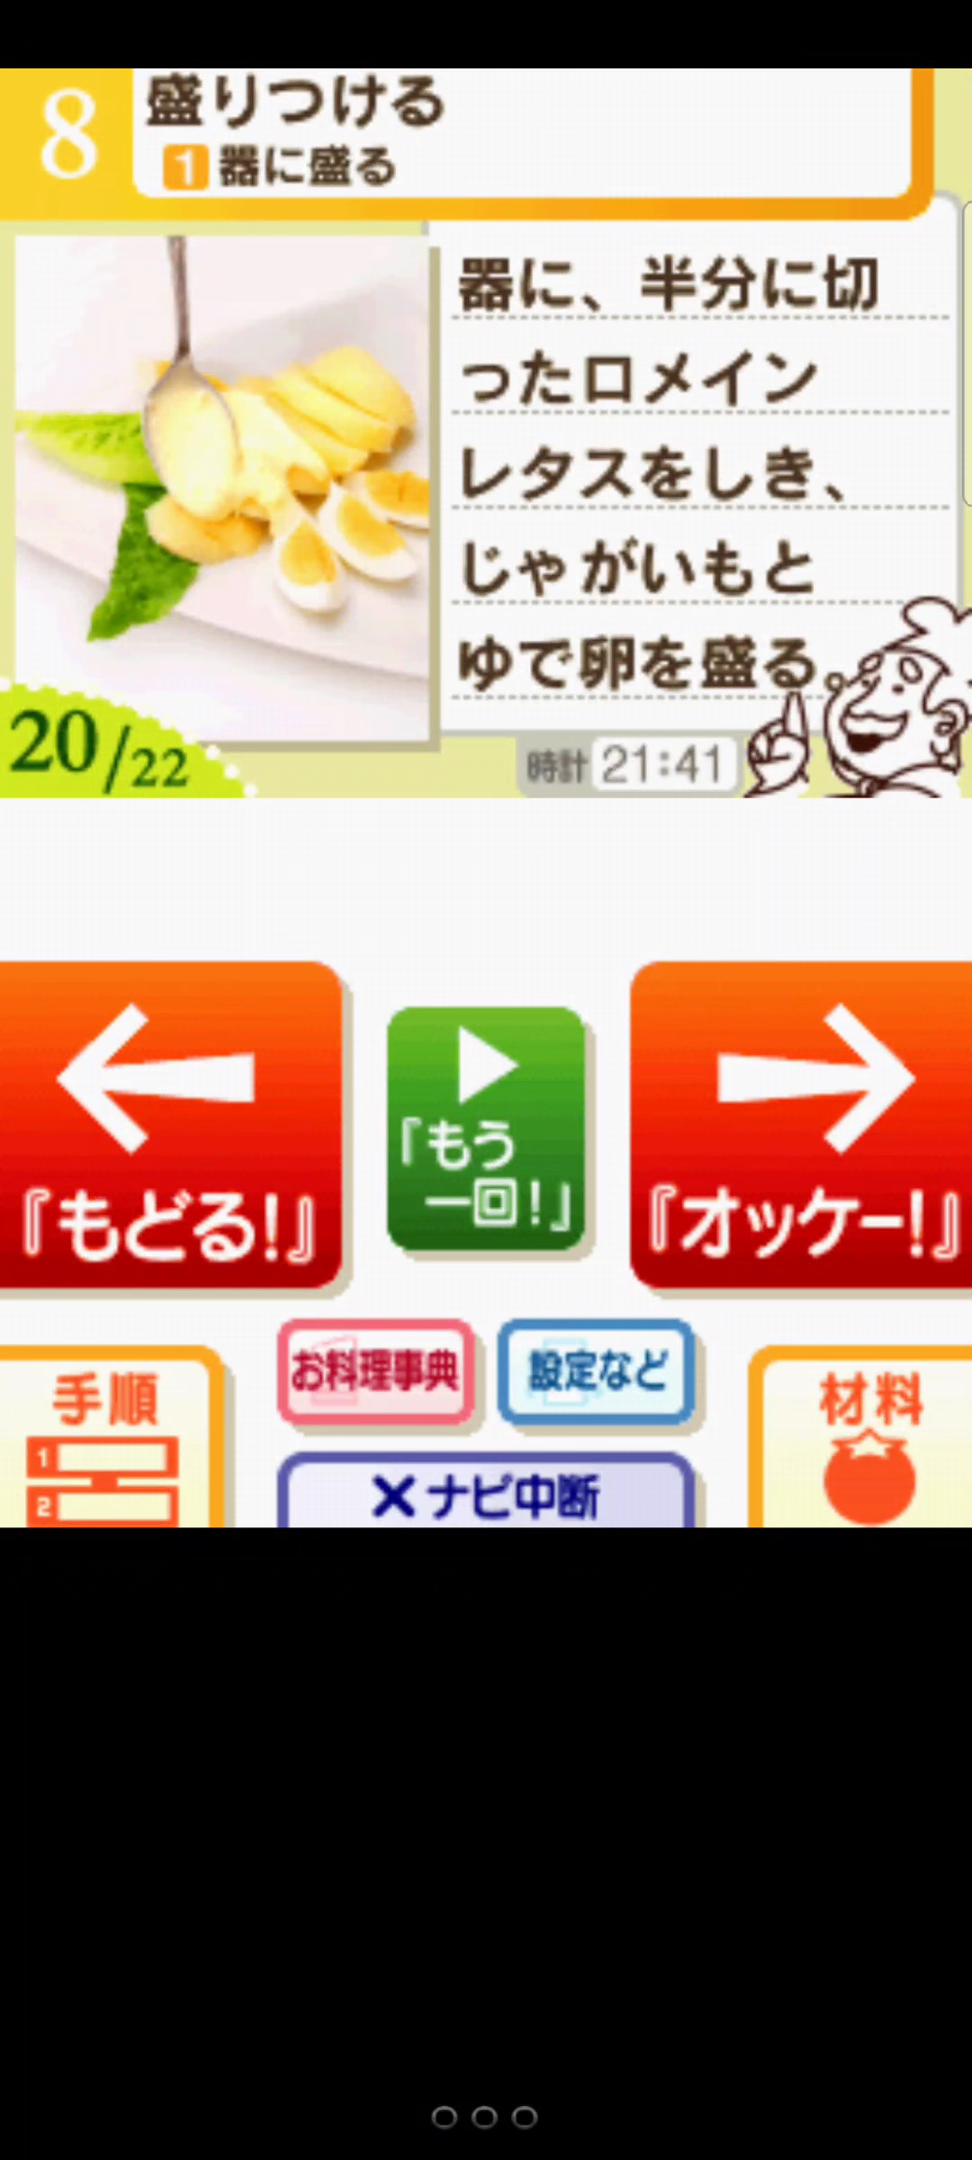 8
盛りつける
1 器に盛る
器に、半分に切
ったロメイン
レタスをしき、
じゃがいもと
ゆで卵を盛る。
20/22
時計 21:41
『もどる!』
『もう
一回!』
『オッケー!』
手順
1
2
お料理事典
設定など
材料
×ナビ中断